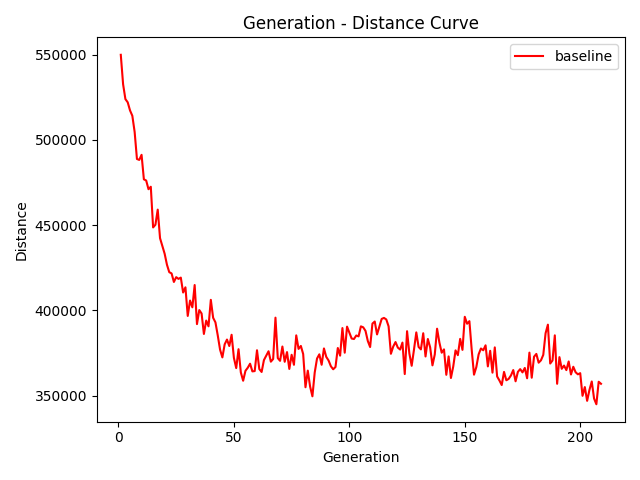 Generation - Distance Curve
baseline
Distance
550000
500000
450000
400000
350000
0 50 100 150 200
Generation